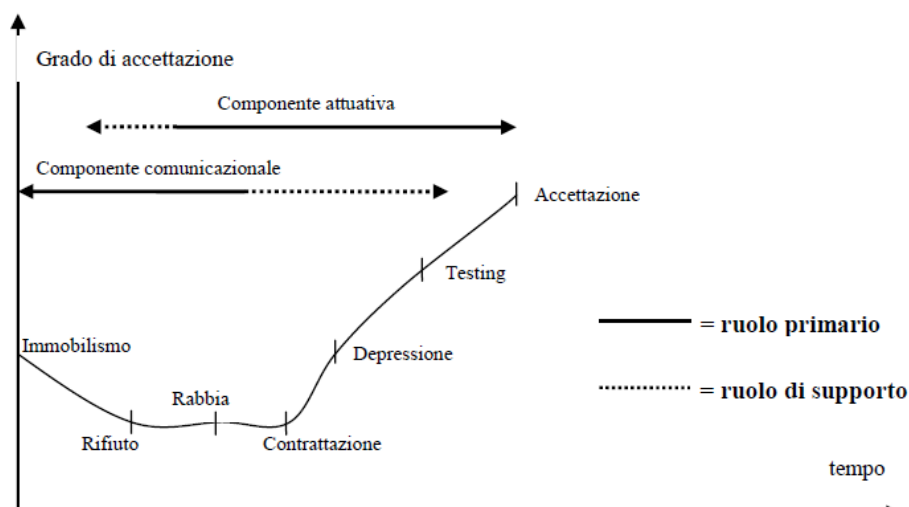 Grado di accettazione
Componente attuativa
Componente comunicazionale
Accettazione
Testing
= ruolo primario
Immobilismo
Depressione
Rabbia
= ruolo di supporto
Rifiuto
Contrattazione
tempo